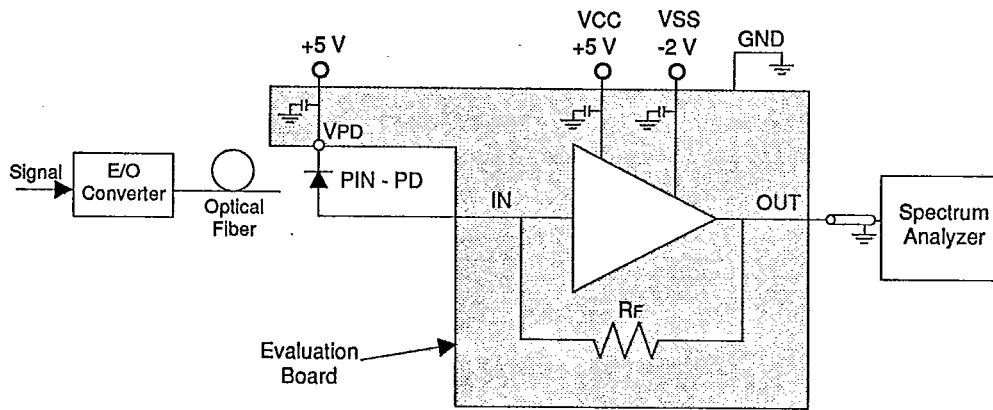 VCC
VSS
+5 V
+5 V
-2 V
GND
VPD
Signal
E/O
Converter
PIN - PD
Optical
Fiber
IN
OUT
Spectrum
Analyzer
RF
Evaluation
Board